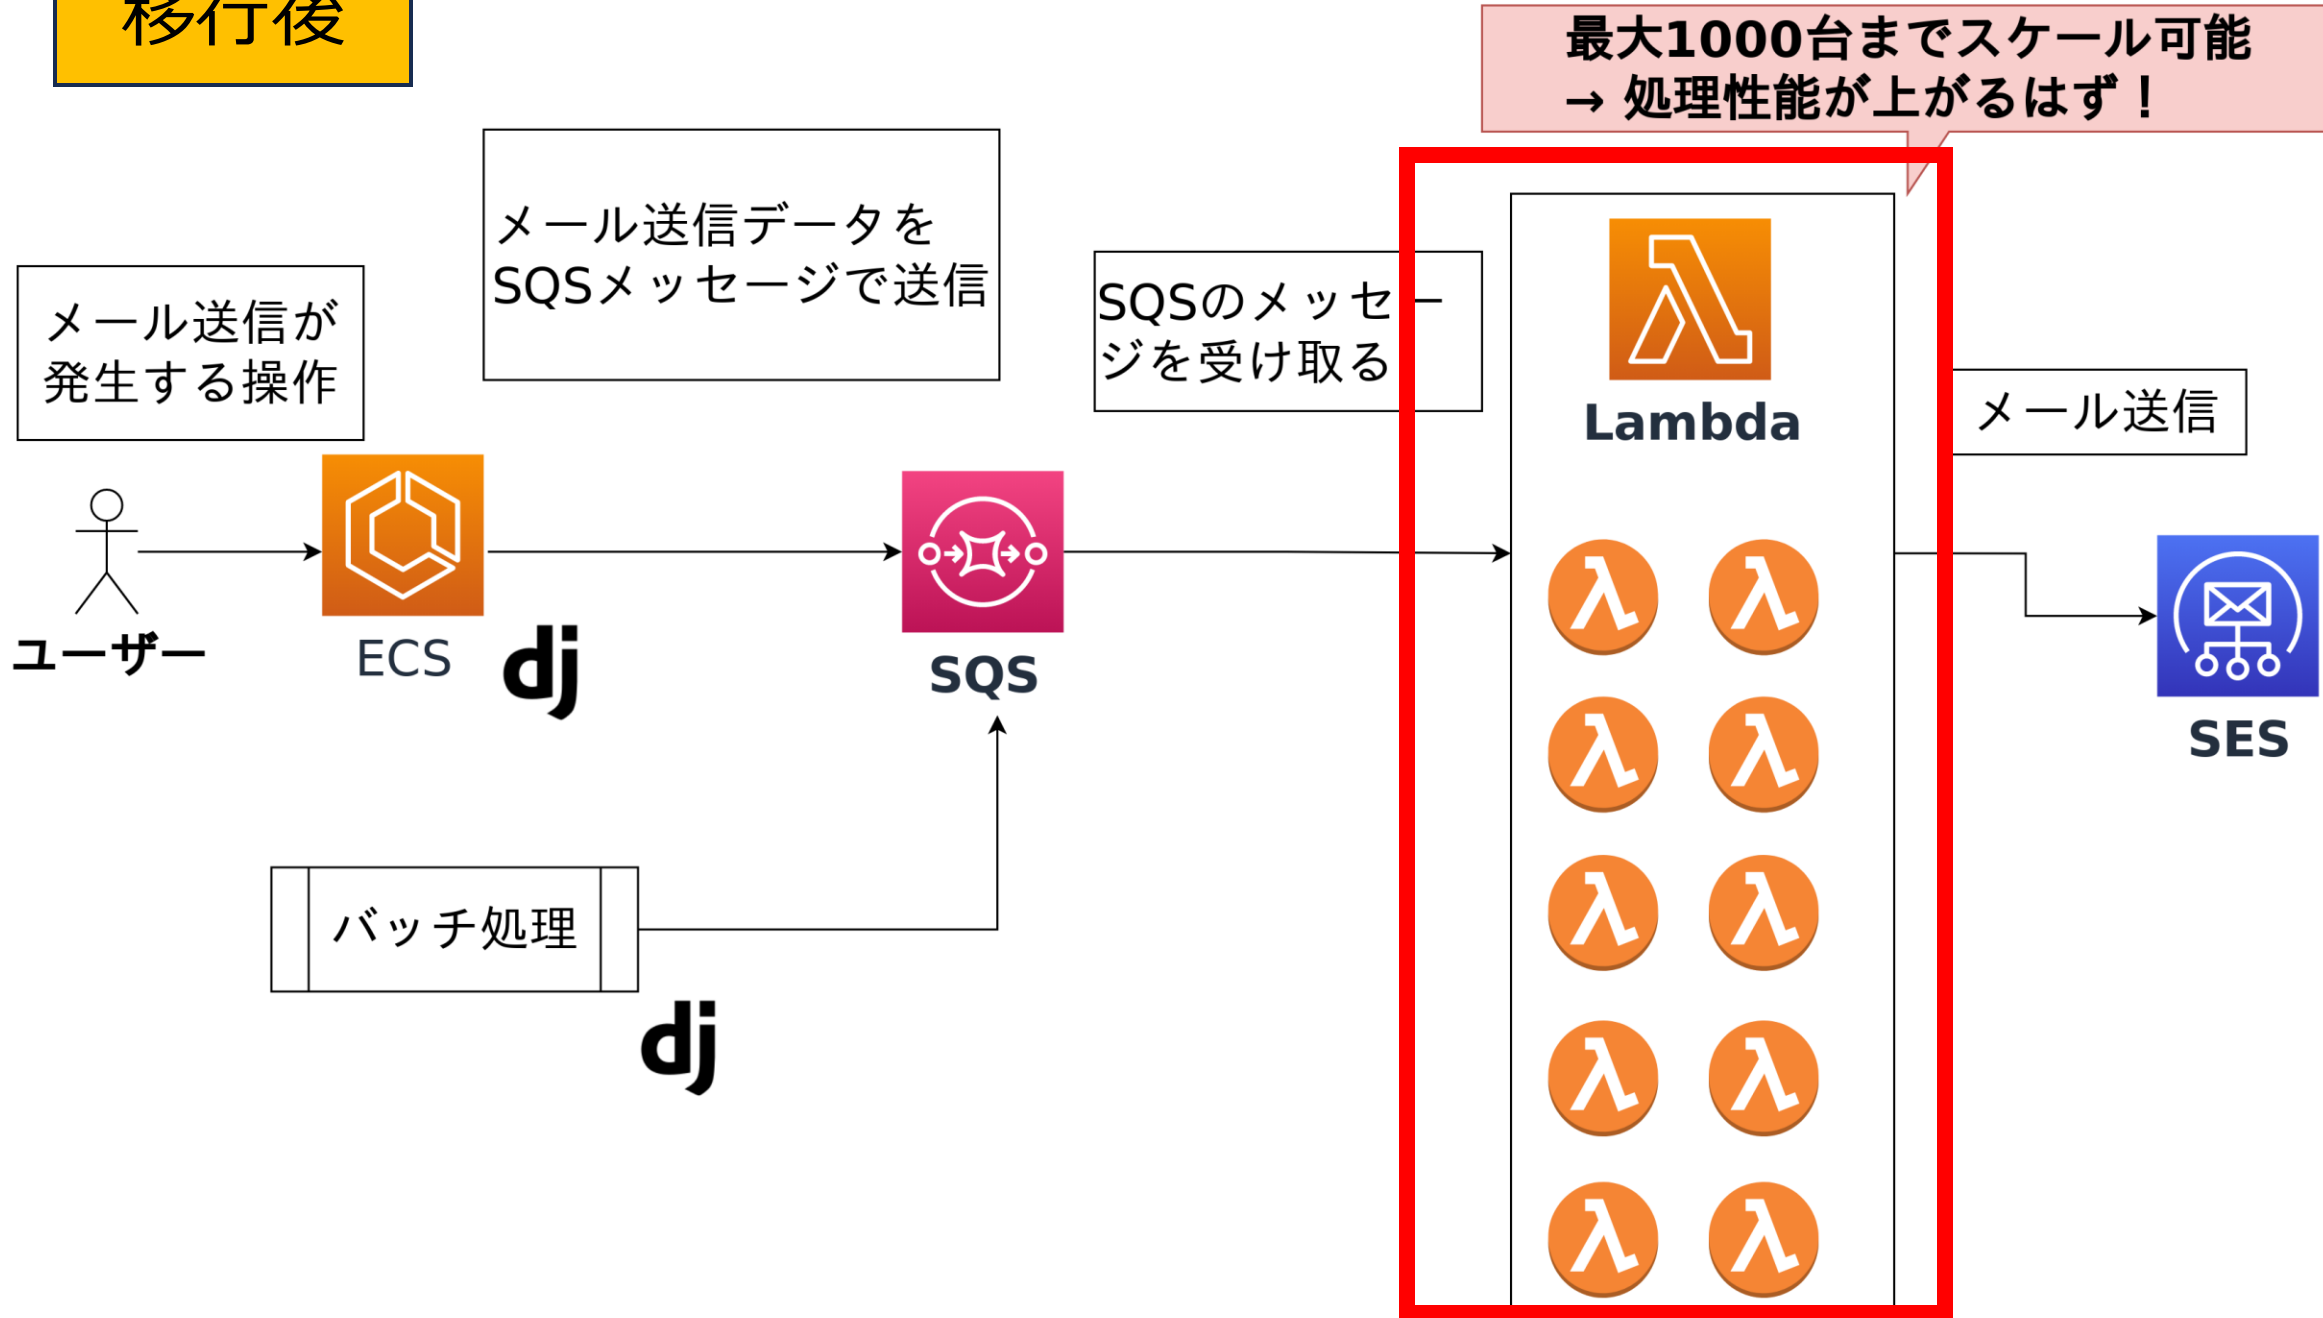 移行後
最大1000台までスケール可能
→ 処理性能が上がるはず！
メール送信データを
SQSメッセージで送信
メール送信が
発生する操作
SQSのメッセー
ジを受け取る
Lambda
メール送信
ユーザー
ECS
dj
SQS
SES
バッチ処理
dj